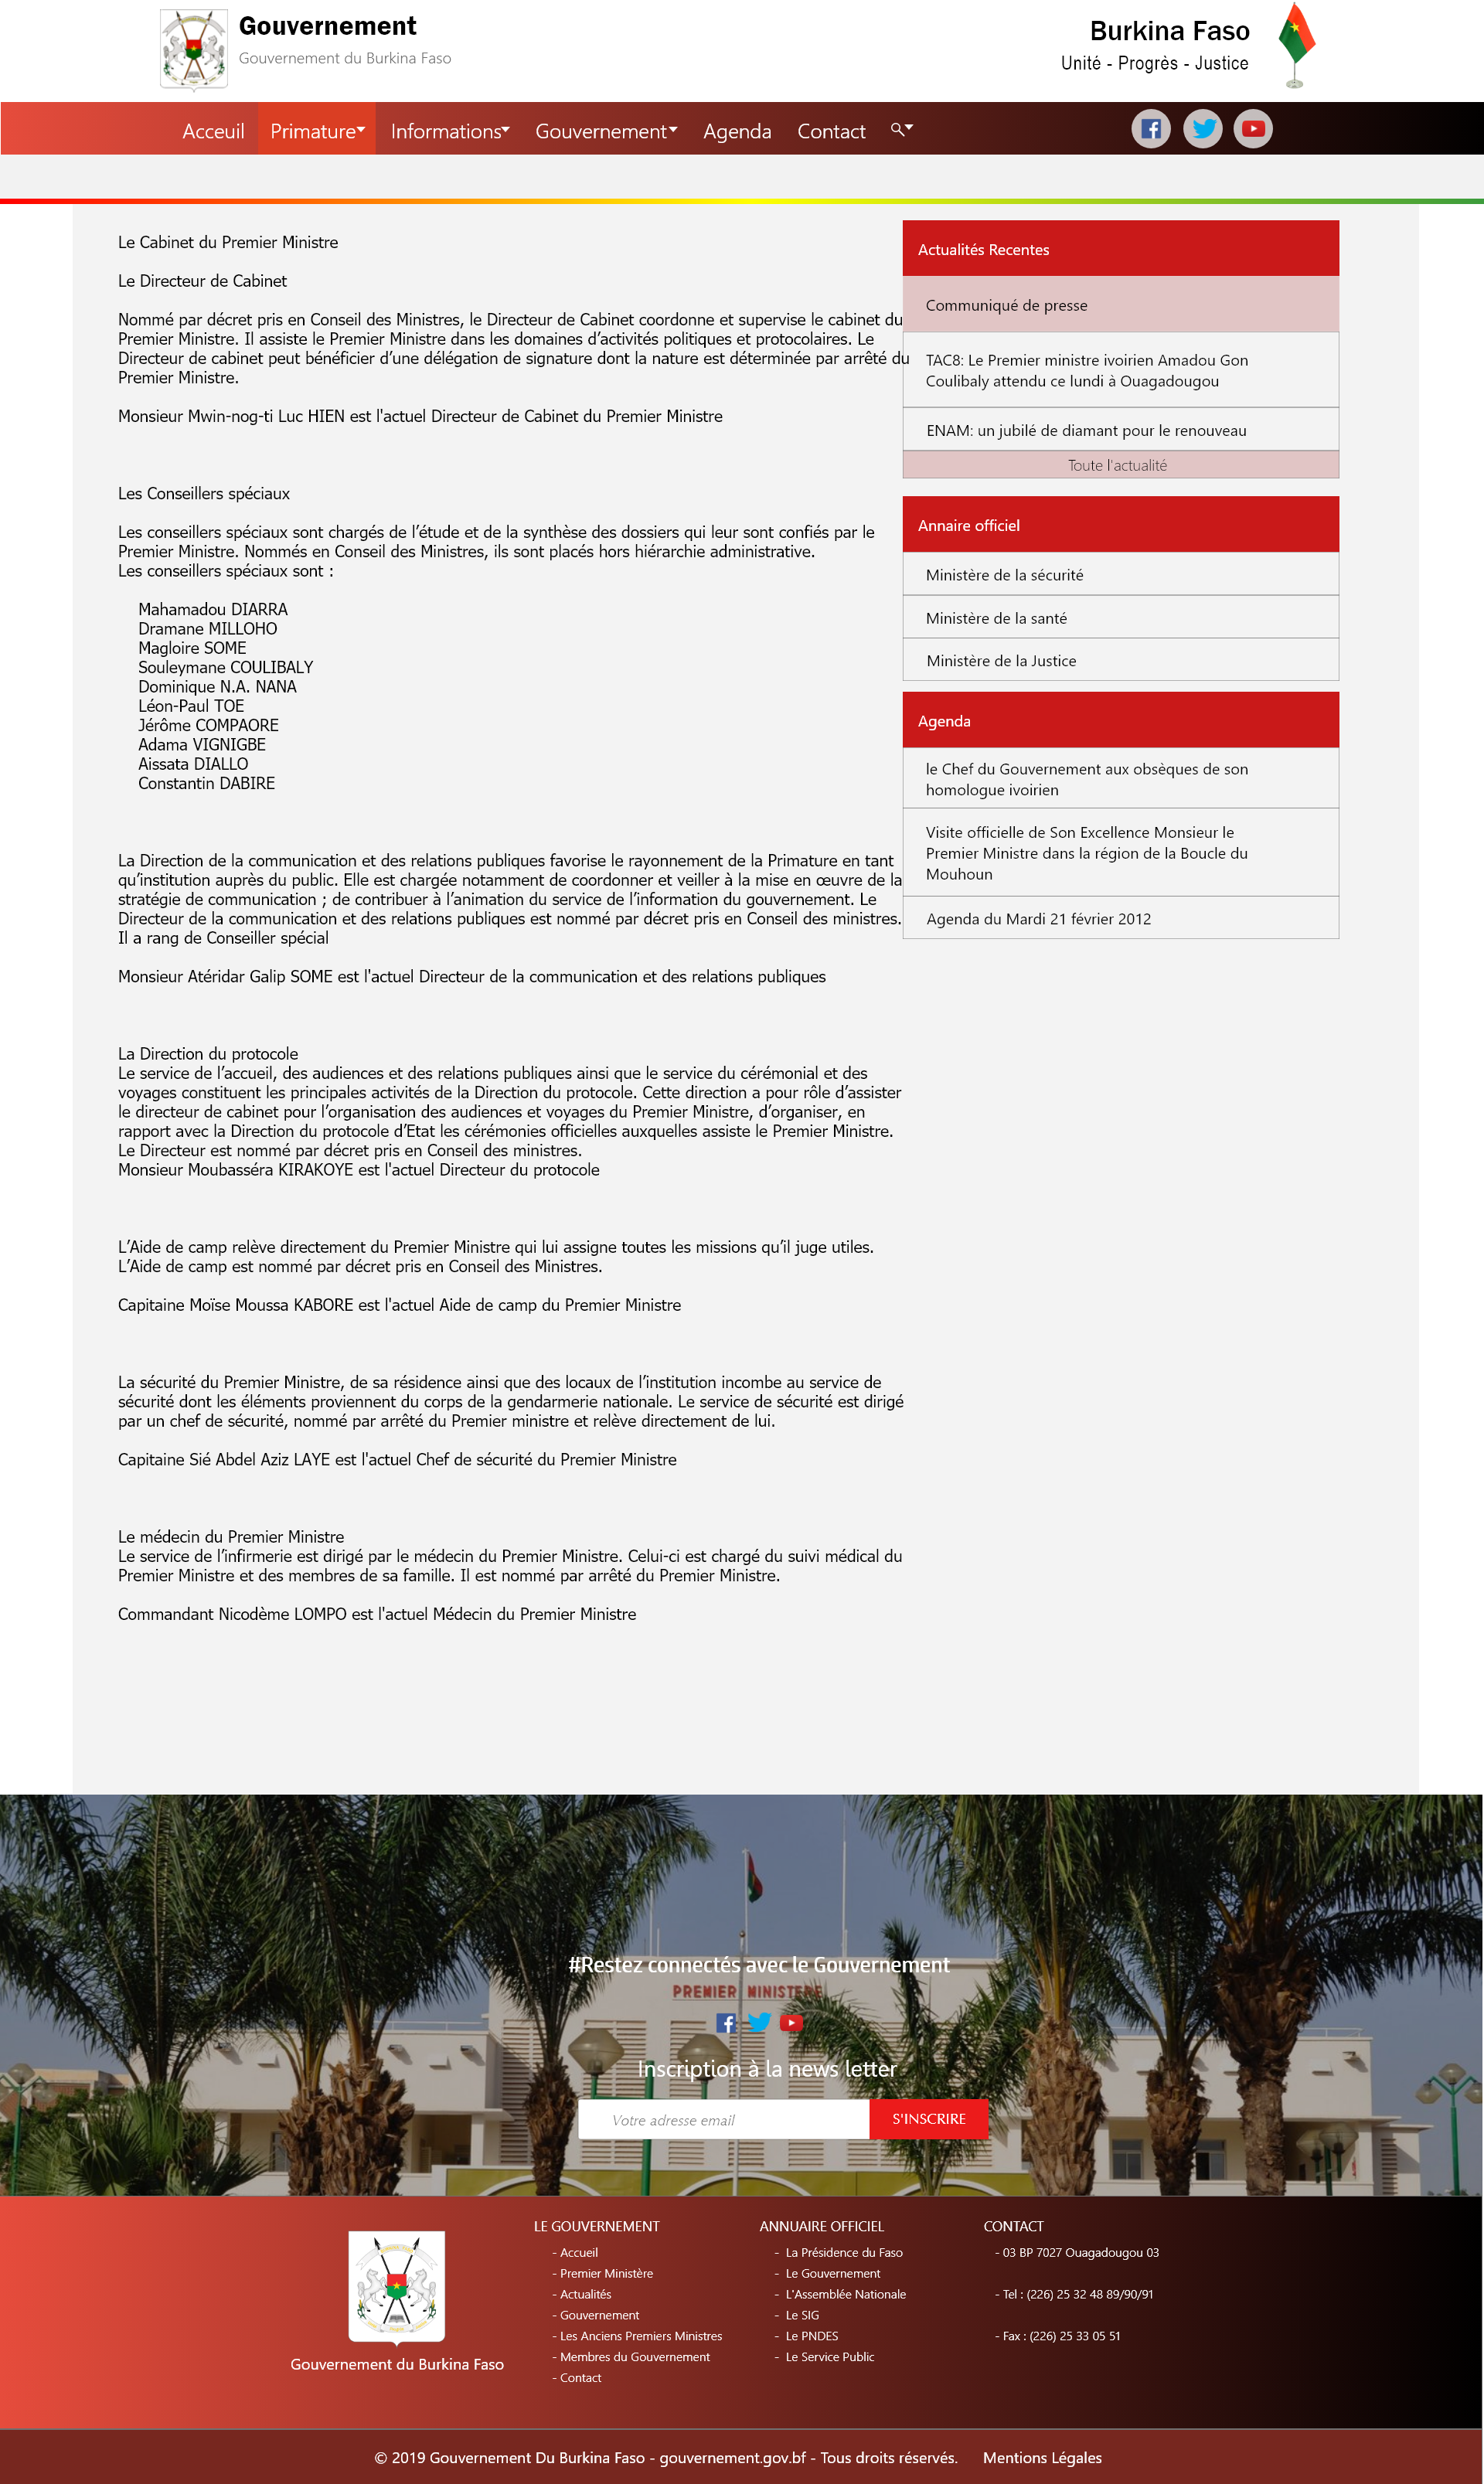 Gouvernement
Gouvernement du Burkina Faso
Burkina Faso
Unité - Progrès - Justice
Acceuil Primature Informations Gouvernement Agenda Contact
Le Cabinet du Premier Ministre
Le Directeur de Cabinet
Nommé par décret pris en Conseil des Ministres, le Directeur de Cabinet coordonne et supervise le cabinet du
Premier Ministre. Il assiste le Premier Ministre dans les domaines d’activités politiques et protocolaires. Le
Directeur de cabinet peut bénéficier d’une délégation de signature dont la nature est déterminée par arrêté du
Premier Ministre.
Monsieur Mwin-nog-ti Luc HIEN est l'actuel Directeur de Cabinet du Premier Ministre
Les Conseillers spéciaux
Les conseillers spéciaux sont chargés de l’étude et de la synthèse des dossiers qui leur sont confiés par le
Premier Ministre. Nommés en Conseil des Ministres, ils sont placés hors hiérarchie administrative.
Les conseillers spéciaux sont :
Mahamadou DIARRA
Dramane MILLOHO
Magloire SOME
Souleymane COULIBALY
Dominique N.A. NANA
Léon-Paul TOE
Jérôme COMPAORE
Adama VIGNIGBE
Aissata DIALLO
Constantin DABIRE
La Direction de la communication et des relations publiques favorise le rayonnement de la Primature en tant
qu’institution auprès du public. Elle est chargée notamment de coordonner et veiller à la mise en œuvre de la
stratégie de communication ; de contribuer à l’animation du service de l’information du gouvernement. Le
Directeur de la communication et des relations publiques est nommé par décret pris en Conseil des ministres.
Il a rang de Conseiller spécial
Monsieur Atéridar Galip SOME est l'actuel Directeur de la communication et des relations publiques
La Direction du protocole
Le service de l’accueil, des audiences et des relations publiques ainsi que le service du cérémonial et des
voyages constituent les principales activités de la Direction du protocole. Cette direction a pour rôle d’assister
le directeur de cabinet pour l’organisation des audiences et voyages du Premier Ministre, d’organiser, en
rapport avec la Direction du protocole d’Etat les cérémonies officielles auxquelles assiste le Premier Ministre.
Le Directeur est nommé par décret pris en Conseil des ministres.
Monsieur Moubasséra KIRAKOYE est l'actuel Directeur du protocole
L’Aide de camp relève directement du Premier Ministre qui lui assigne toutes les missions qu’il juge utiles.
L’Aide de camp est nommé par décret pris en Conseil des Ministres.
Capitaine Moïse Moussa KABORE est l'actuel Aide de camp du Premier Ministre
La sécurité du Premier Ministre, de sa résidence ainsi que des locaux de l’institution incombe au service de
sécurité dont les éléments proviennent du corps de la gendarmerie nationale. Le service de sécurité est dirigé
par un chef de sécurité, nommé par arrêté du Premier ministre et relève directement de lui.
Capitaine Sié Abdel Aziz LAYE est l'actuel Chef de sécurité du Premier Ministre
Le médecin du Premier Ministre
Le service de l’infirmerie est dirigé par le médecin du Premier Ministre. Celui-ci est chargé du suivi médical du
Premier Ministre et des membres de sa famille. Il est nommé par arrêté du Premier Ministre.
Commandant Nicodème LOMPO est l'actuel Médecin du Premier Ministre
Actualités Recentes
Communiqué de presse
TAC8: Le Premier ministre ivoirien Amadou Gon
Coulibaly attendu ce lundi à Ouagadougou
ENAM: un jubilé de diamant pour le renouveau
Toute l'actualité
Annaire officiel
Ministère de la sécurité
Ministère de la santé
Ministère de la Justice
Agenda
le Chef du Gouvernement aux obsèques de son
homologue ivoirien
Visite officielle de Son Excellence Monsieur le
Premier Ministre dans la région de la Boucle du
Mouhoun
Agenda du Mardi 21 février 2012
#Restez connectés avec le Gouvernement
PREMIER MINISTERE
Inscription à la news letter
Votre adresse email
S'INSCRIRE
Gouvernement du Burkina Faso
LE GOUVERNEMENT
- Accueil
- Premier Ministère
- Actualités
- Gouvernement
- Les Anciens Premiers Ministres
- Membres du Gouvernement
- Contact
ANNUAIRE OFFICIEL
- La Présidence du Faso
- Le Gouvernement
- L'Assemblée Nationale
- Le SIG
- Le PNDES
- Le Service Public
CONTACT
- 03 BP 7027 Ouagadougou 03
- Tel : (226) 25 32 48 89/90/91
- Fax : (226) 25 33 05 51
© 2019 Gouvernement Du Burkina Faso - gouvernement.gov.bf - Tous droits réservés. Mentions Légales